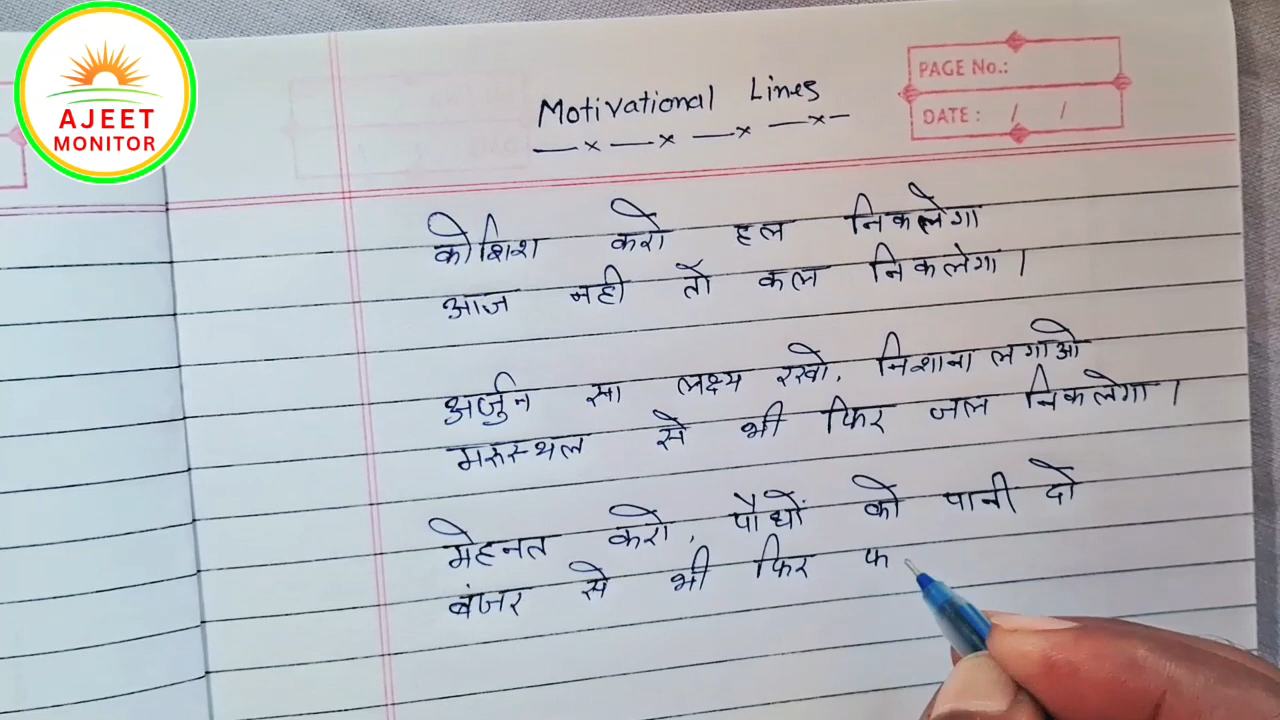 AJEET
MONITOR
PAGE No.:
DATE : / /
Motivational Lines
कोशिश करो हल निकलेगा
आज नही तो कल निकलेगा।
अर्जुन सा लक्ष्य रखो, निशाना लगाओ
मरुस्थल से भी फिर जल निकलेगा।
मेहनत करो, पौधों को पानी दो
बंजर से भी फिर फ